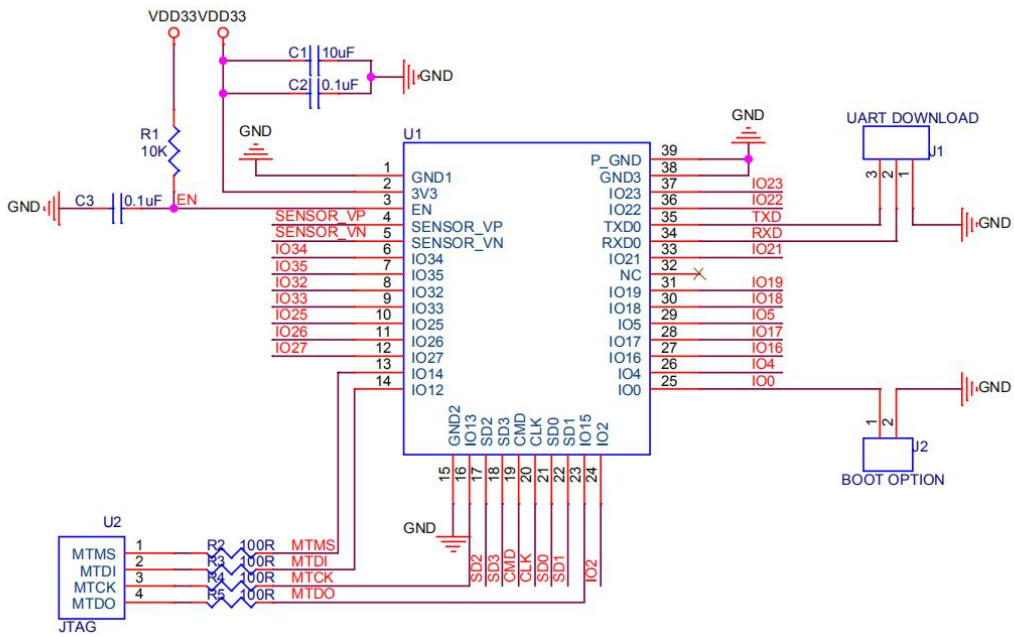 VDD33 VDD33
C1 10uF
GND
C2 0.1uF
R1
10K
GND
GND
C3 0.1uF
EN
U1
1 GND1
2 3V3
3 EN
SENSOR_VP 4 SENSOR_VP
SENSOR_VN 5 SENSOR_VN
IO34 6 IO34
IO35 7 IO35
IO32 8 IO32
IO33 9 IO33
IO25 10 IO25
IO26 11 IO26
IO27 12 IO27
13 IO14
14 IO12
GND
P_GND 39
GND3 38
IO23 37 IO23
IO22 36 IO22
TXD0 35 TXD
RXD0 34 RXD
IO21 33 IO21
NC 32
IO19 31 IO19
IO18 30 IO18
IO5 29 IO5
IO17 28 IO17
IO16 27 IO16
IO4 26 IO4
IO0 25 IO0
UART DOWNLOAD
J1
3 2 1
GND
GND
1 2
J2
BOOT OPTION
GND2 IO13 SD2 SD3 CMD CLK SD0 SD1 IO15 IO2
15 16 17 18 19 20 21 22 23 24
GND
SD2 SD3 CMD CLK SD0 SD1 IO2
U2
MTMS 1 R2 100R MTMS
MTDI 2 R3 100R MTDI
MTCK 3 R4 100R MTCK
MTDO 4 R5 100R MTDO
JTAG